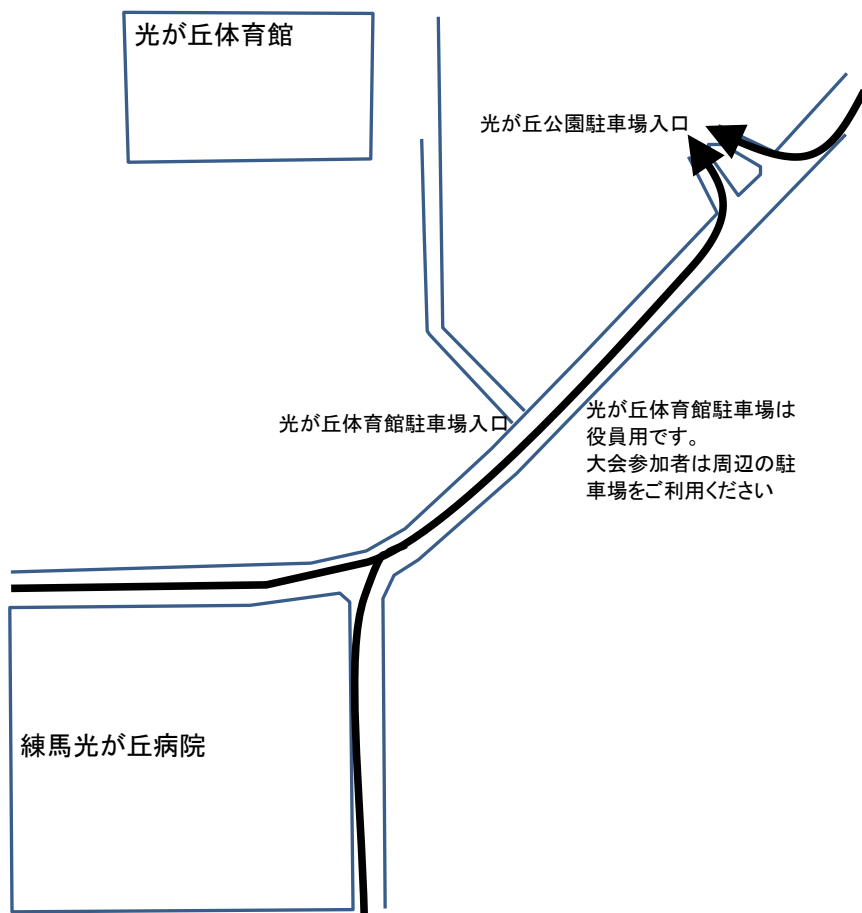 光が丘体育館
光が丘公園駐車場入口
光が丘体育館駐車場入口
光が丘体育館駐車場は
役員用です。
大会参加者は周辺の駐
車場をご利用ください
練馬光が丘病院